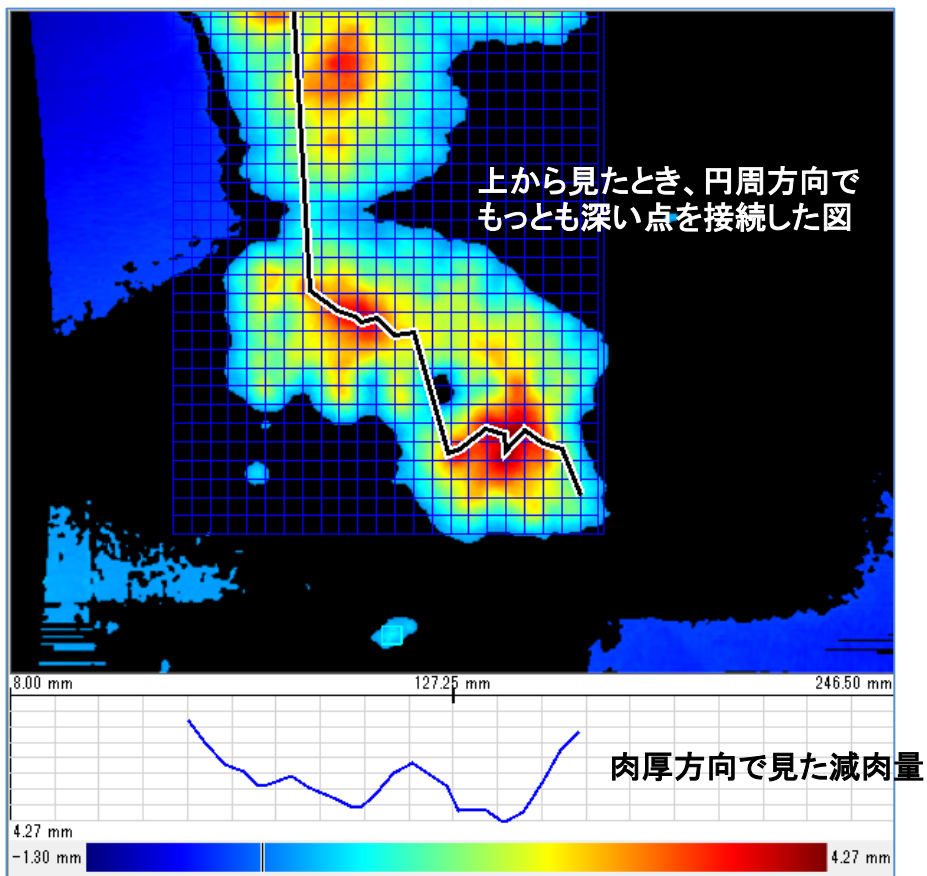 上から見たとき、円周方向で
もっとも深い点を接続した図
8.00 mm
127.25 mm
246.50 mm
肉厚方向で見た減肉量
4.27 mm
-1.30 mm
4.27 mm